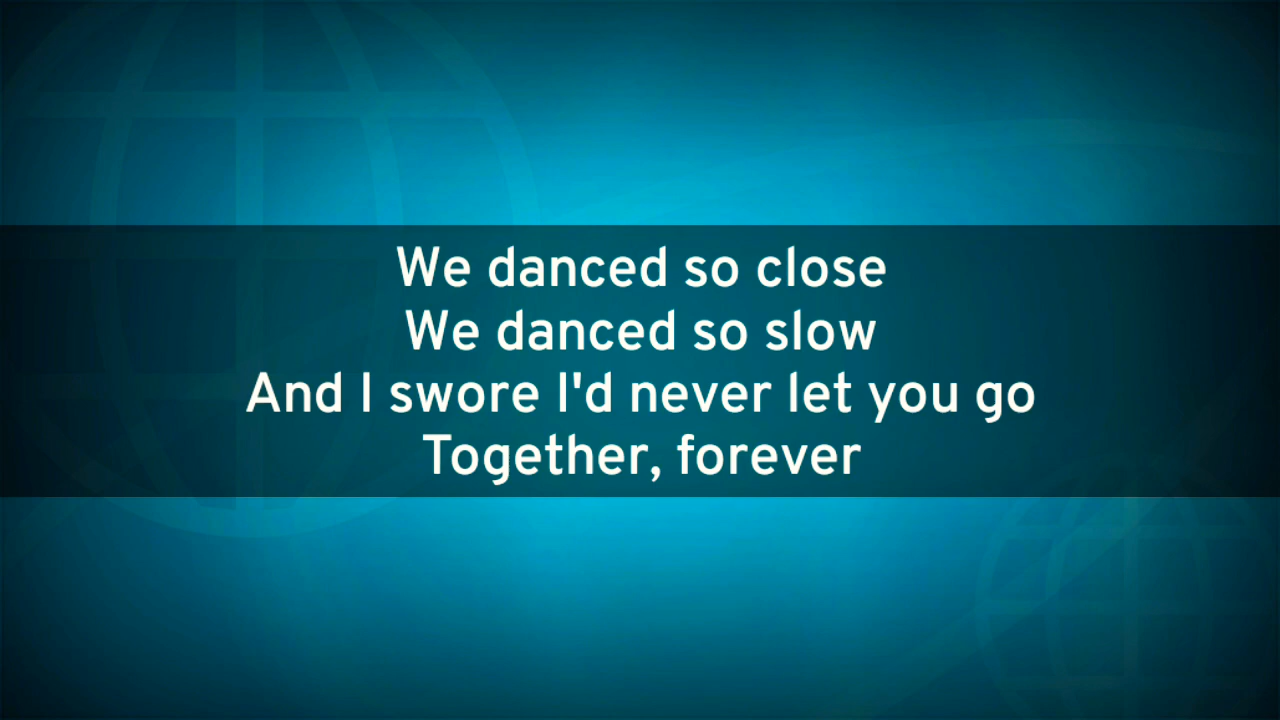 We danced so close
We danced so slow
And I swore I'd never let you go
Together, forever